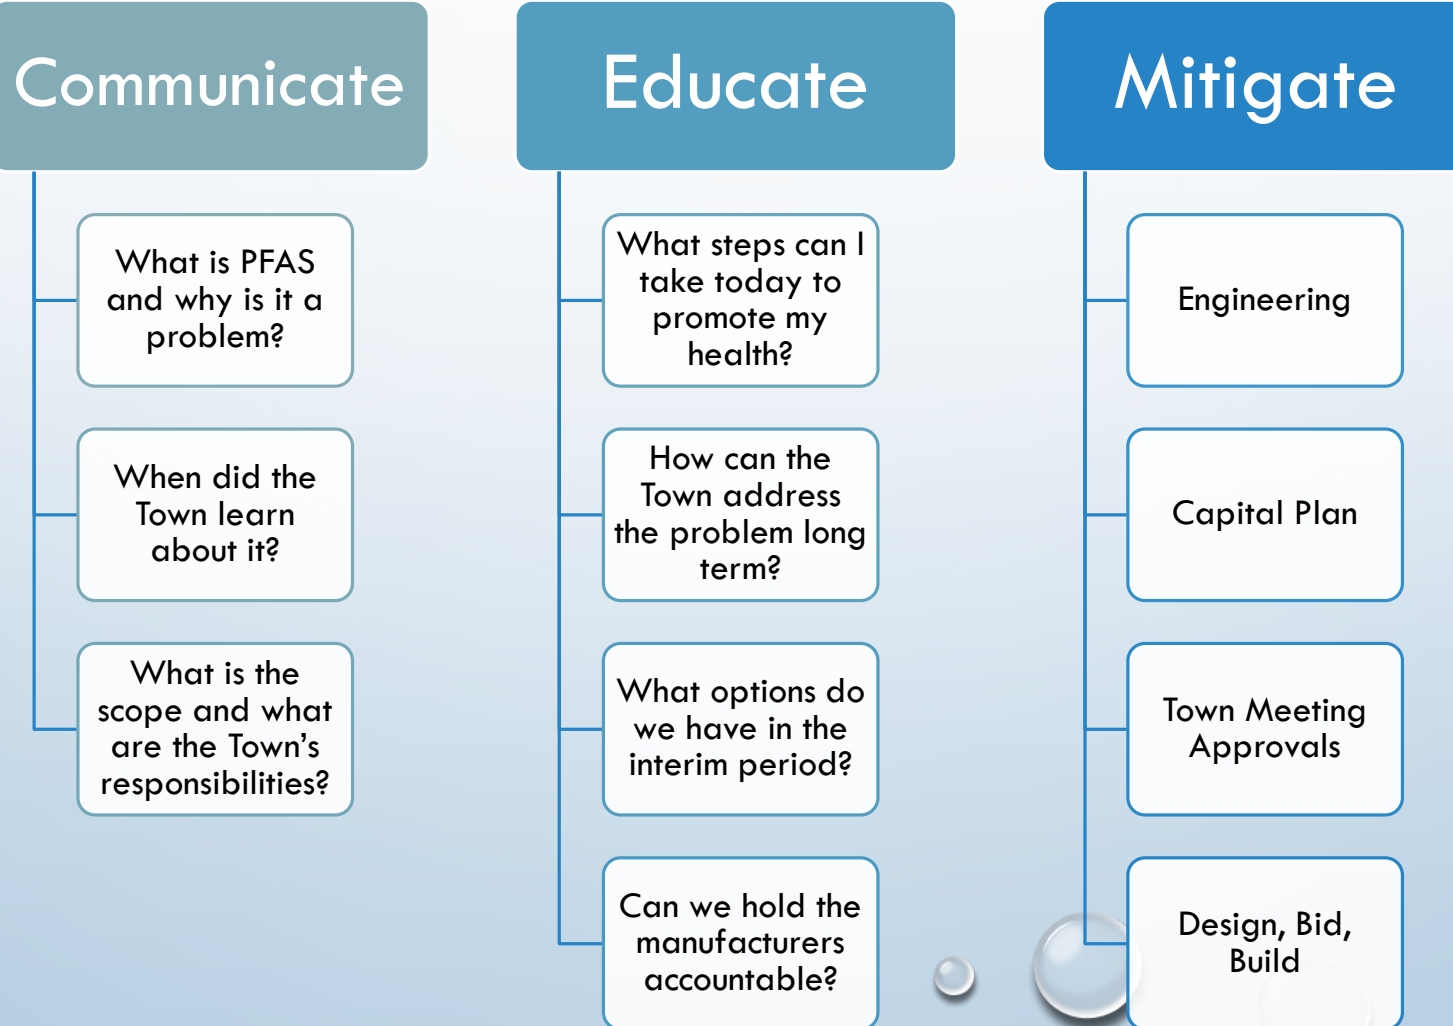 Communicate
What is PFAS
and why is it a
problem?
When did the
Town learn
about it?
What is the
scope and what
are the Town’s
responsibilities?
Educate
What steps can I
take today to
promote my
health?
How can the
Town address
the problem long
term?
What options do
we have in the
interim period?
Can we hold the
manufacturers
accountable?
Mitigate
Engineering
Capital Plan
Town Meeting
Approvals
Design, Bid,
Build